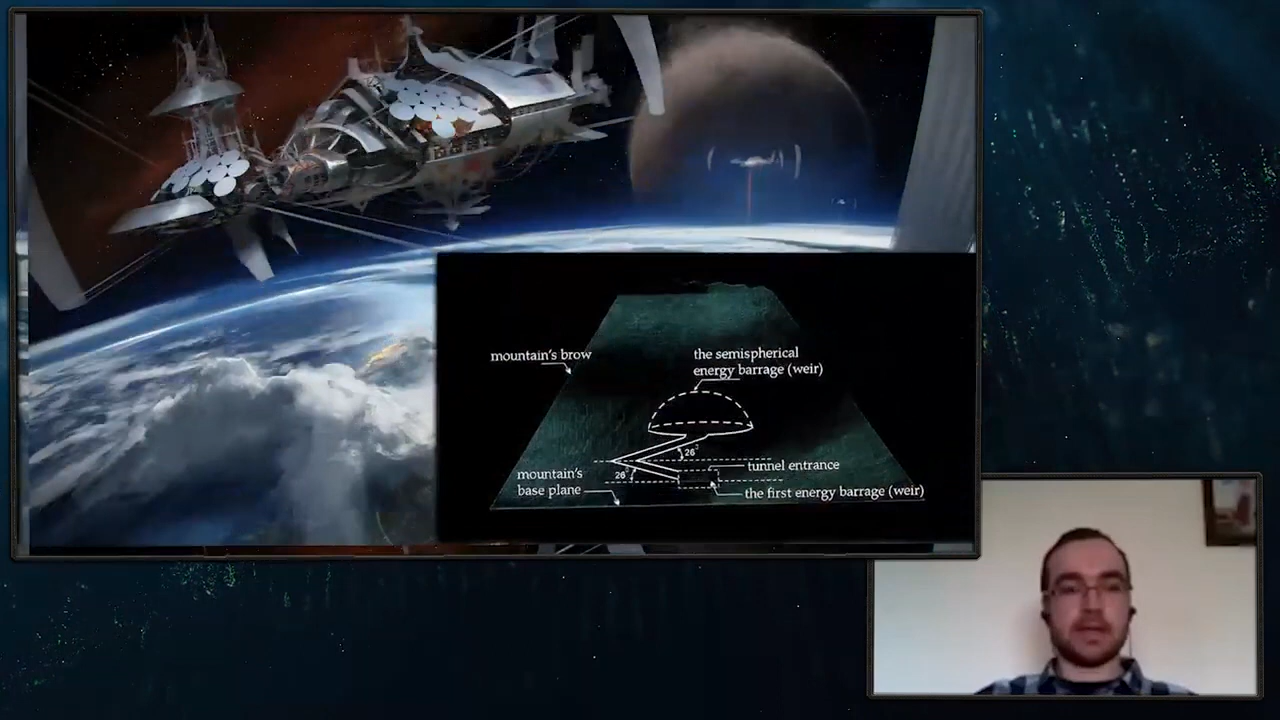 mountain's brow
the semispherical
energy barrage (weir)
26°
26°
tunnel entrance
mountain's
base plane
the first energy barrage (weir)